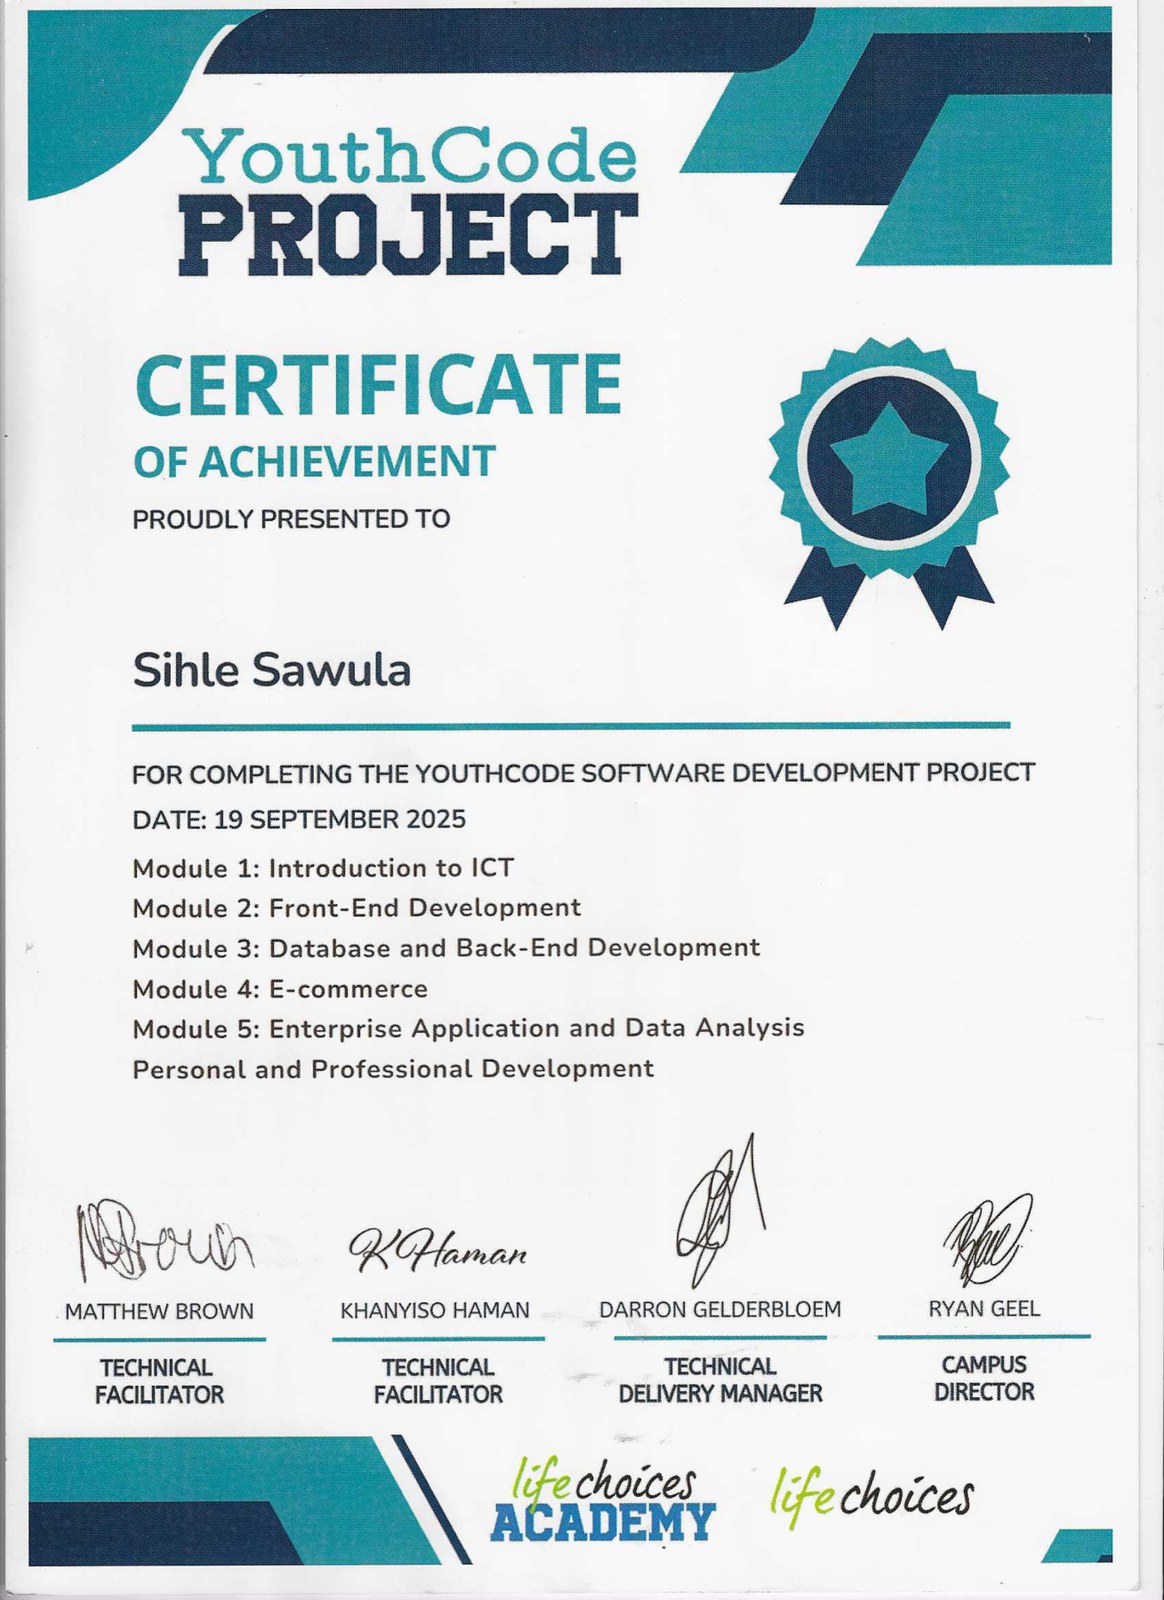 YouthCode
PROJECT
CERTIFICATE
OF ACHIEVEMENT
PROUDLY PRESENTED TO
Sihle Sawula
FOR COMPLETING THE YOUTHCODE SOFTWARE DEVELOPMENT PROJECT
DATE: 19 SEPTEMBER 2025
Module 1: Introduction to ICT
Module 2: Front-End Development
Module 3: Database and Back-End Development
Module 4: E-commerce
Module 5: Enterprise Application and Data Analysis
Personal and Professional Development
MBrown
K Haman
MATTHEW BROWN
KHANYISO HAMAN
DARRON GELDERBLOEM
RYAN GEEL
TECHNICAL
FACILITATOR
TECHNICAL
FACILITATOR
TECHNICAL
DELIVERY MANAGER
CAMPUS
DIRECTOR
life choices
ACADEMY
life choices